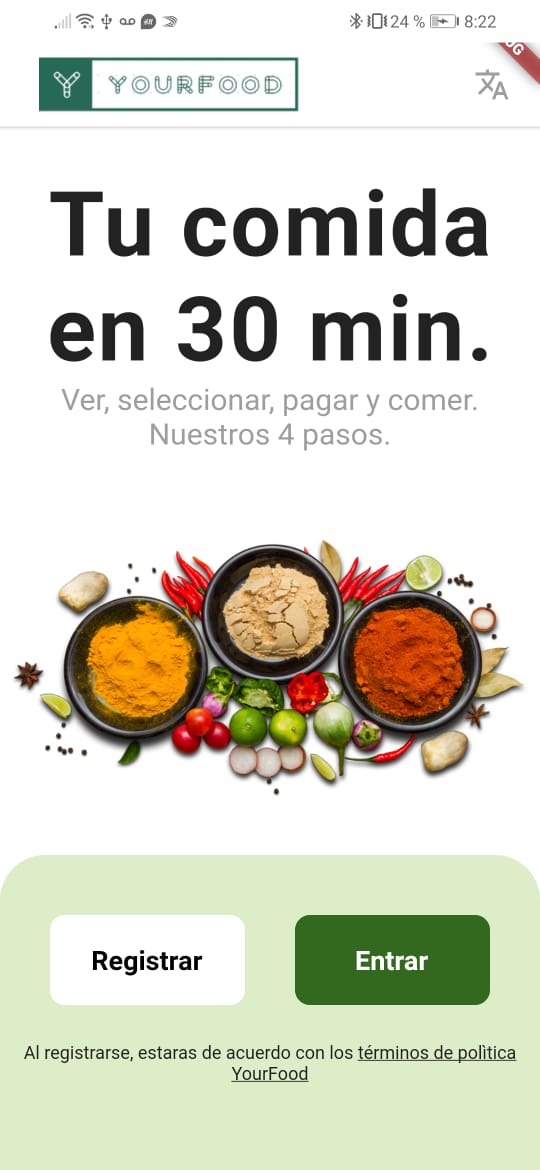 24 % 8:22
YOURFOOD
Tu comida
en 30 min.
Ver, seleccionar, pagar y comer.
Nuestros 4 pasos.
Registrar
Entrar
Al registrarse, estaras de acuerdo con los términos de polìtica
YourFood